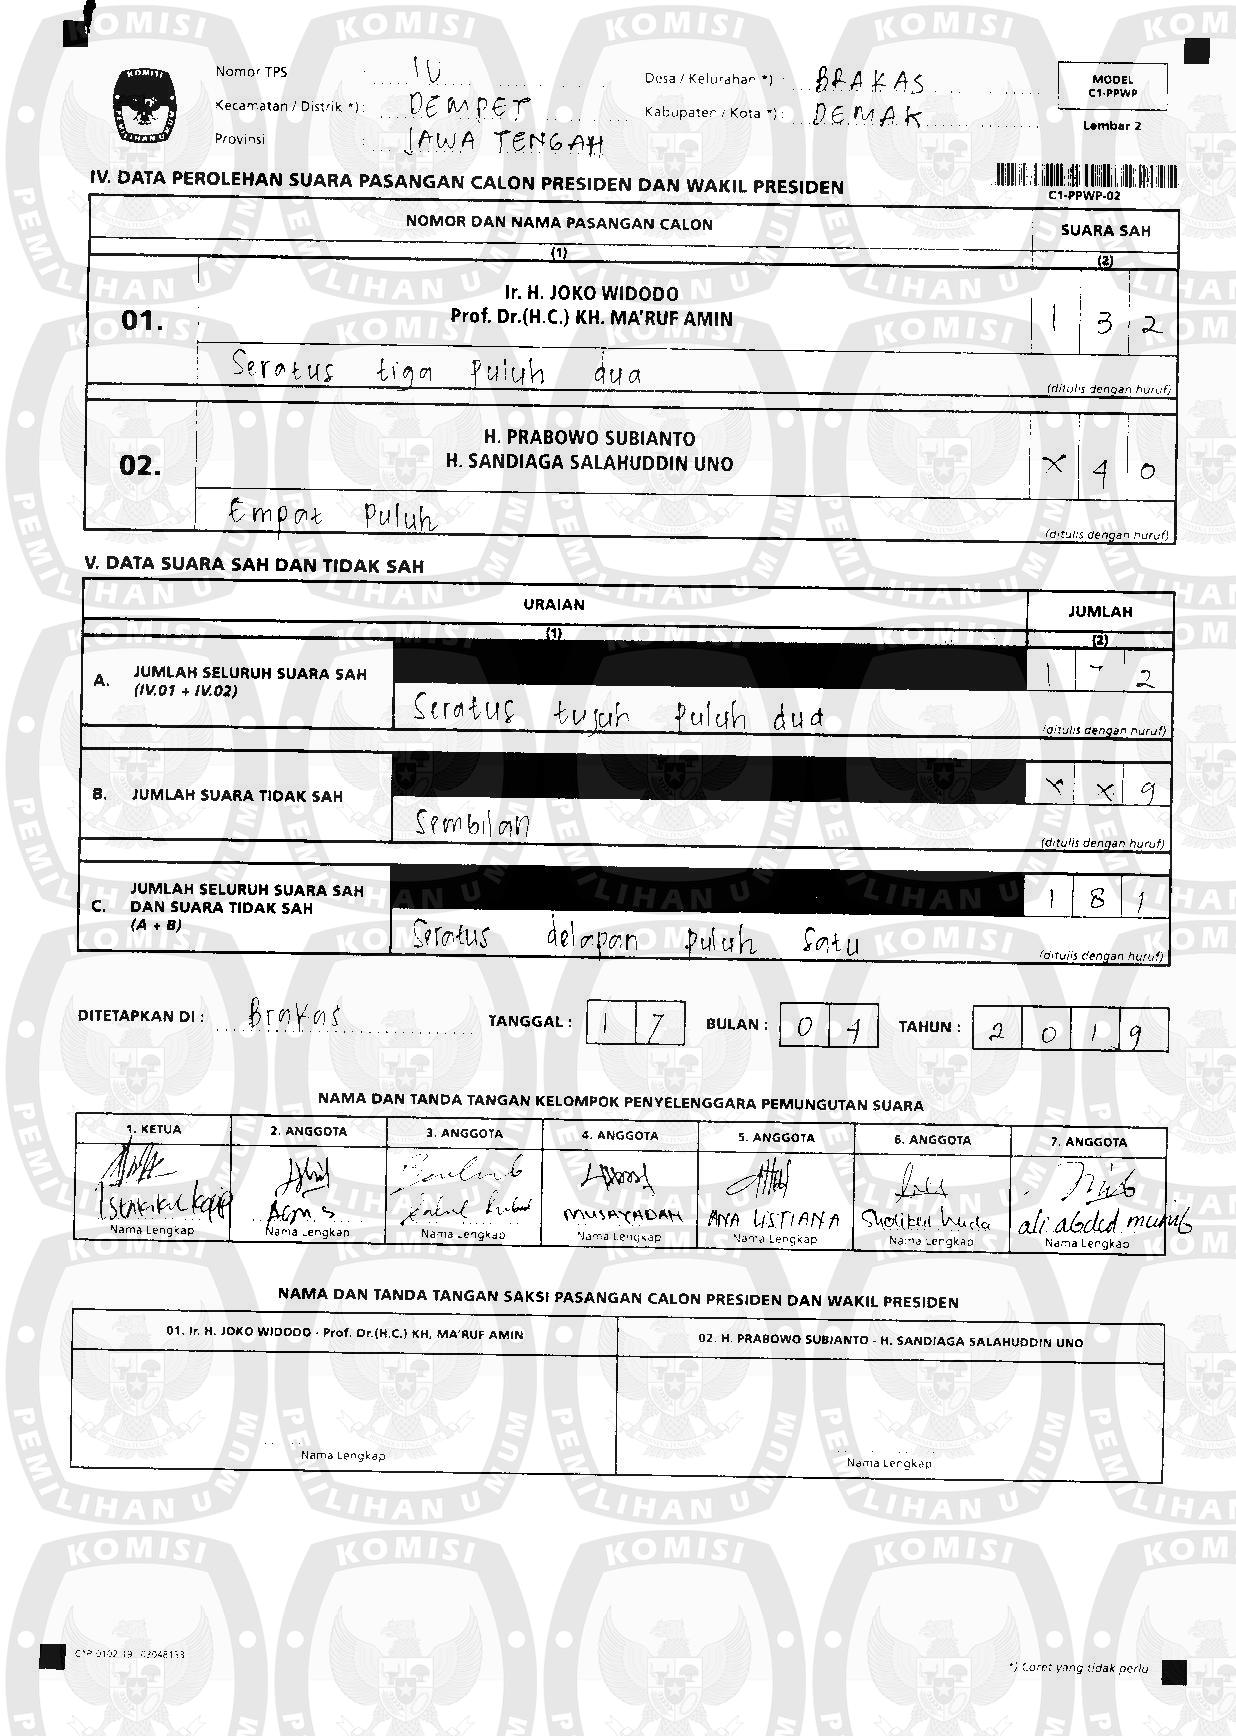 Nomor TPS : 10
Desa / Kelurahan *) : BRAKAS
Kecamatan / Distrik *) : DEMPET
Kabupaten / Kota *) : DEMAK
Provinsi : JAWA TENGAH
MODEL
C1-PPWP
Lembar 2
IV. DATA PEROLEHAN SUARA PASANGAN CALON PRESIDEN DAN WAKIL PRESIDEN
C1-PPWP-02
NOMOR DAN NAMA PASANGAN CALON SUARA SAH
(1) (2)
01. Ir. H. JOKO WIDODO
Prof. Dr.(H.C.) KH. MA'RUF AMIN 1 3 2
Seratus tiga puluh dua
(ditulis dengan huruf)
02. H. PRABOWO SUBIANTO
H. SANDIAGA SALAHUDDIN UNO X 4 0
Empat puluh
(ditulis dengan huruf)
V. DATA SUARA SAH DAN TIDAK SAH
URAIAN JUMLAH
(1) (2)
A. JUMLAH SELURUH SUARA SAH
(IV.01 + IV.02) 1 7 2
Seratus tujuh puluh dua
(ditulis dengan huruf)
B. JUMLAH SUARA TIDAK SAH X X 9
Sembilan
(ditulis dengan huruf)
C. JUMLAH SELURUH SUARA SAH
DAN SUARA TIDAK SAH
(A + B) 1 8 1
Seratus delapan puluh satu
(ditulis dengan huruf)
DITETAPKAN DI : Brakas TANGGAL : 1 7 BULAN : 0 4 TAHUN : 2 0 1 9
NAMA DAN TANDA TANGAN KELOMPOK PENYELENGGARA PEMUNGUTAN SUARA
1. KETUA 2. ANGGOTA 3. ANGGOTA 4. ANGGOTA 5. ANGGOTA 6. ANGGOTA 7. ANGGOTA
MUSAYADAH ANA LISTIANA Sholikul huda ali abdul munib
Nama Lengkap Nama Lengkap Nama Lengkap Nama Lengkap Nama Lengkap Nama Lengkap Nama Lengkap
NAMA DAN TANDA TANGAN SAKSI PASANGAN CALON PRESIDEN DAN WAKIL PRESIDEN
01. Ir. H. JOKO WIDODO - Prof. Dr.(H.C.) KH. MA'RUF AMIN
02. H. PRABOWO SUBIANTO - H. SANDIAGA SALAHUDDIN UNO
Nama Lengkap Nama Lengkap
*) Coret yang tidak perlu